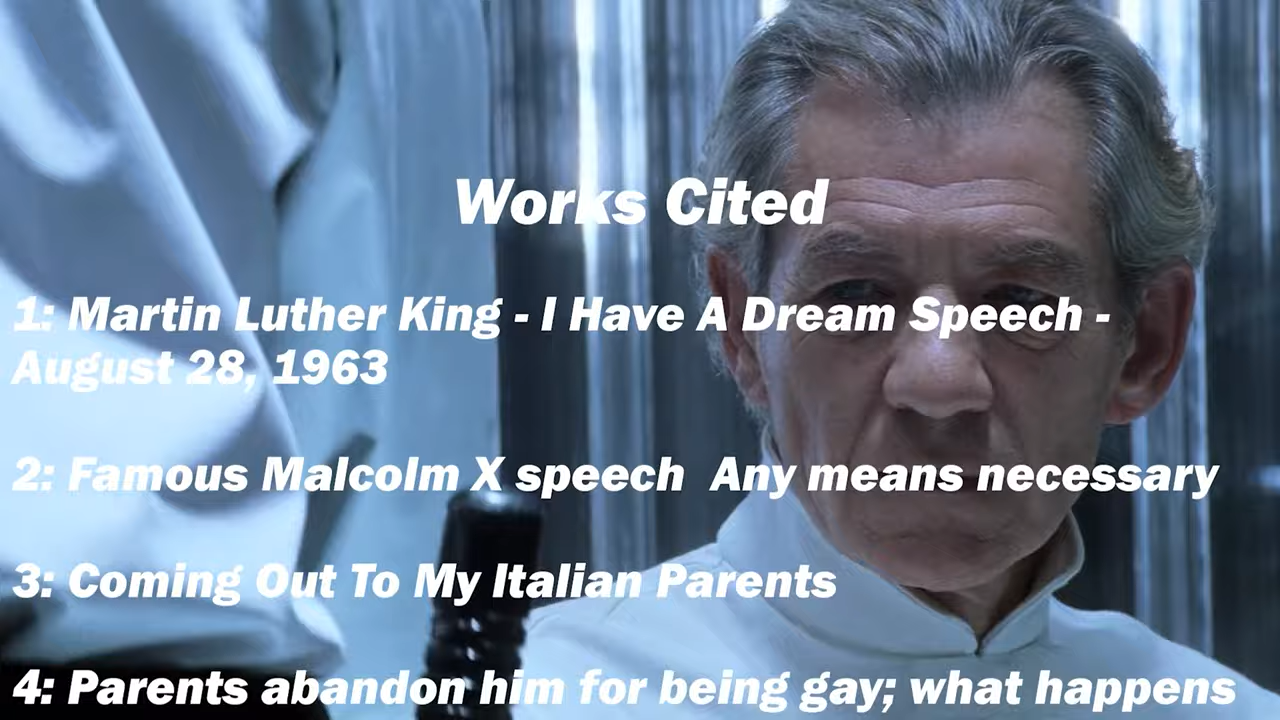 Works Cited
1: Martin Luther King - I Have A Dream Speech -
August 28, 1963
2: Famous Malcolm X speech  Any means necessary
3: Coming Out To My Italian Parents
4: Parents abandon him for being gay; what happens